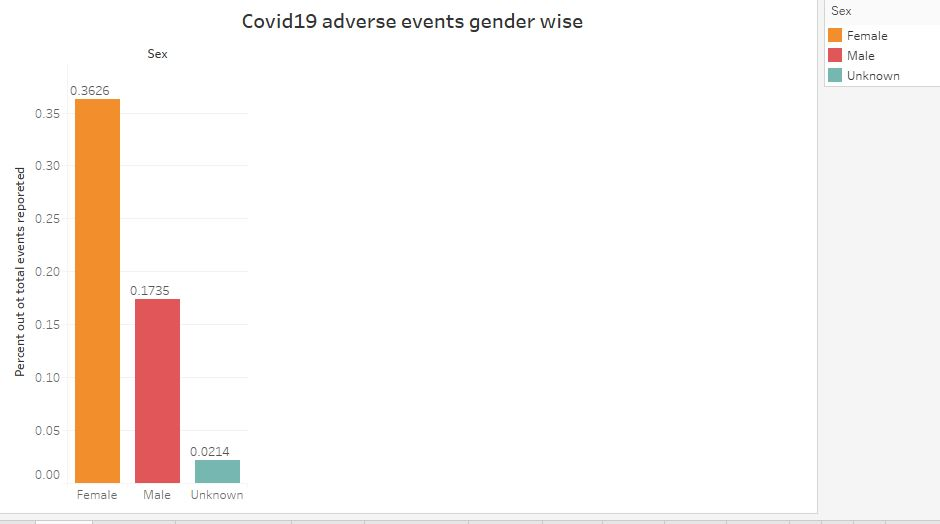 Covid19 adverse events gender wise
Sex
Percent out ot total events reporeted
0.3626
0.35
0.30
0.25
0.20
0.1735
0.15
0.10
0.05
0.0214
0.00
Female
Male
Unknown
Sex
Female
Male
Unknown